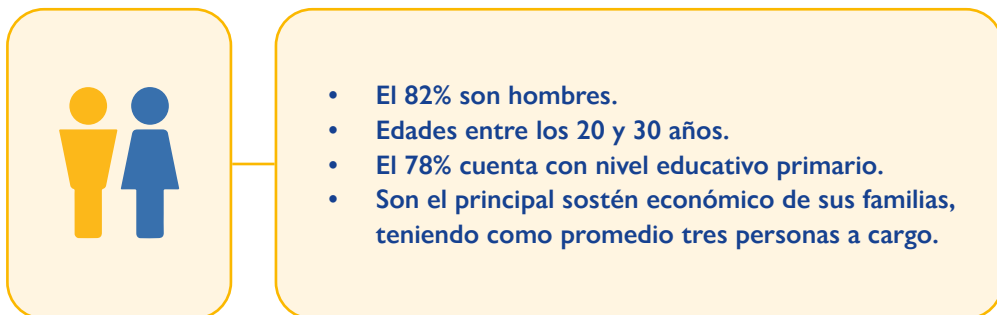 • El 82% son hombres.
• Edades entre los 20 y 30 años.
• El 78% cuenta con nivel educativo primario.
• Son el principal sostén económico de sus familias,
teniendo como promedio tres personas a cargo.